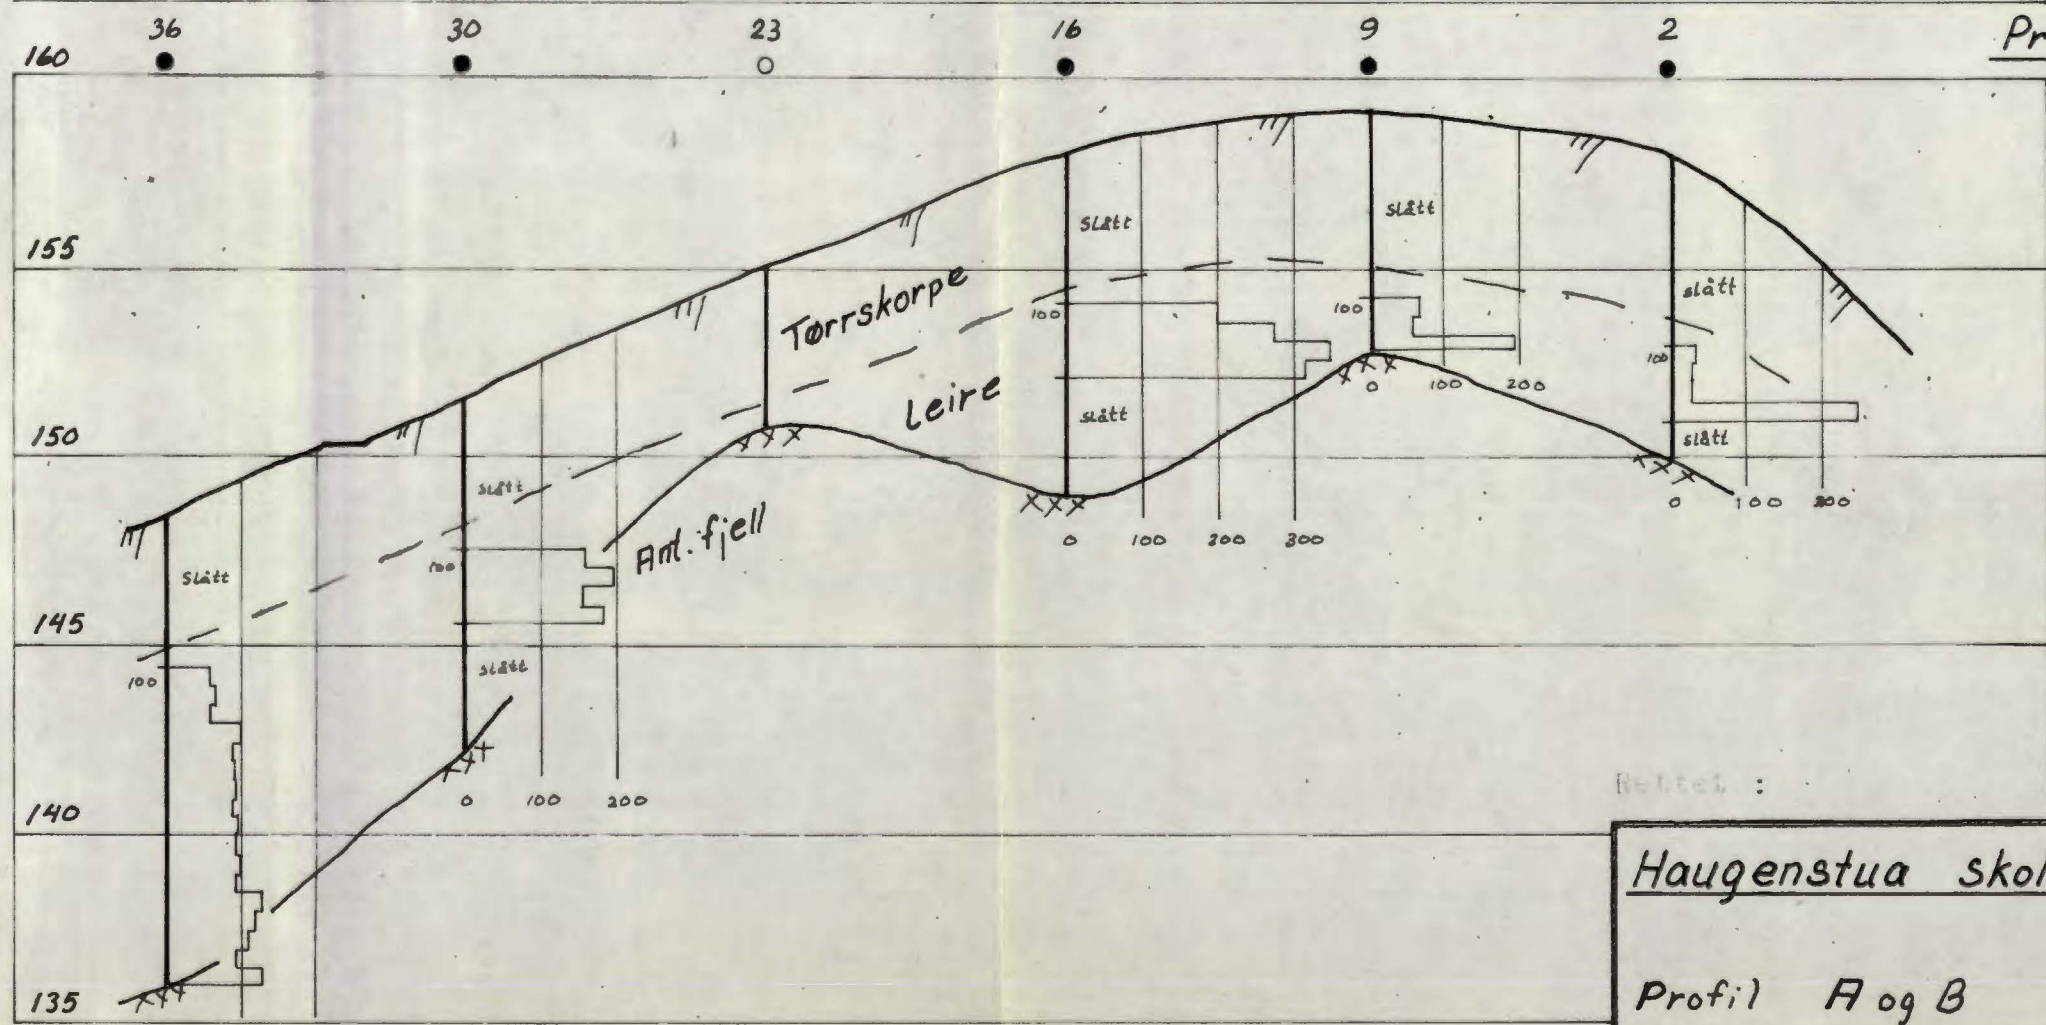 36 30 23 16 9 2
Pr
160
155
150
145
140
135
slått
slått
slått
slått
slått
slått
slått
slått
slått
Tørrskorpe
Leire
Ant. fjell
100
100
100
100
100
0 100 200
0 100 200 300
0 100 200
0 100 200
Rettet :
Haugenstua skol
Profil A og B